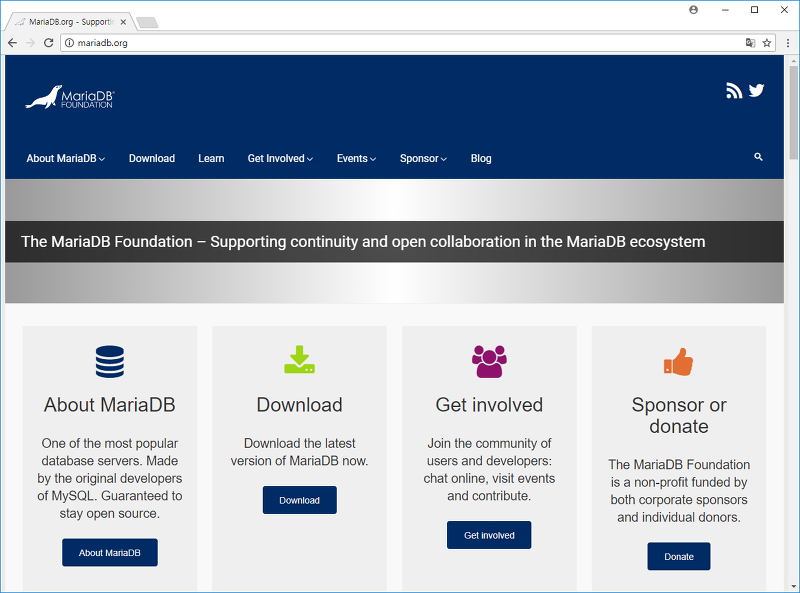 MariaDB.org - Supporti
mariadb.org
MariaDB
FOUNDATION
About MariaDB Download Learn Get Involved Events Sponsor Blog
The MariaDB Foundation – Supporting continuity and open collaboration in the MariaDB ecosystem
About MariaDB
One of the most popular
database servers. Made
by the original developers
of MySQL. Guaranteed to
stay open source.
About MariaDB
Download
Download the latest
version of MariaDB now.
Download
Get involved
Join the community of
users and developers:
chat online, visit events
and contribute.
Get involved
Sponsor or
donate
The MariaDB Foundation
is a non-profit funded by
both corporate sponsors
and individual donors.
Donate